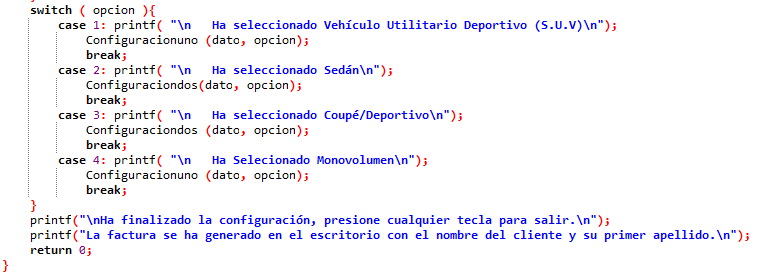 switch ( opcion ){
case 1: printf( "\n   Ha seleccionado Vehículo Utilitario Deportivo (S.U.V)\n");
Configuracionuno (dato, opcion);
break;
case 2: printf( "\n   Ha seleccionado Sedán\n");
Configuraciondos(dato, opcion);
break;
case 3: printf( "\n   Ha seleccionado Coupé/Deportivo\n");
Configuraciondos (dato, opcion);
break;
case 4: printf( "\n   Ha Selecionado Monovolumen\n");
Configuracionuno (dato, opcion);
break;
}
printf("\nHa finalizado la configuración, presione cualquier tecla para salir.\n");
printf("La factura se ha generado en el escritorio con el nombre del cliente y su primer apellido.\n");
return 0;
}